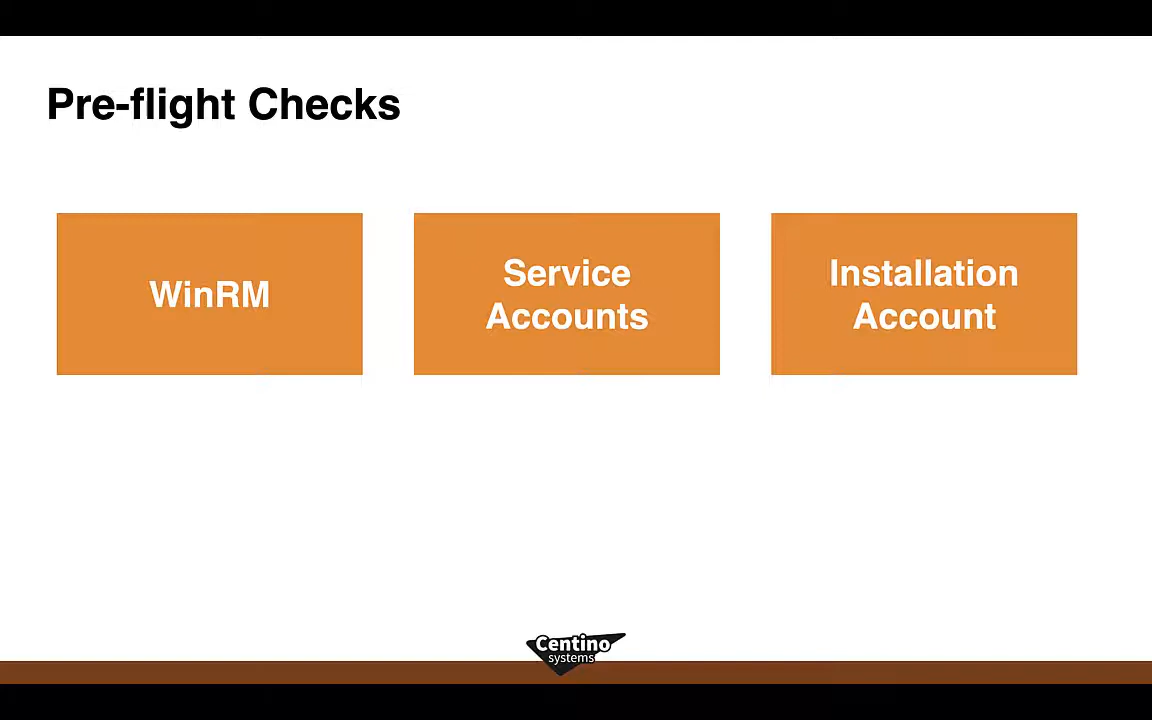 Pre-flight Checks
WinRM
Service
Accounts
Installation
Account
Centino
systems